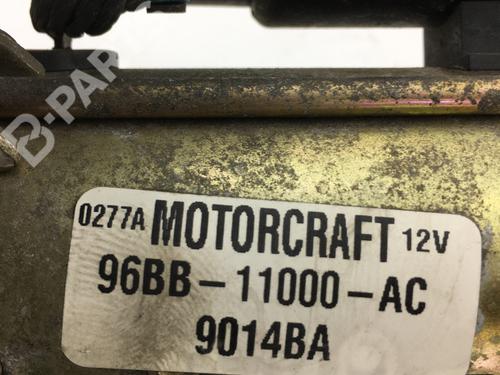 B-PAR
0277A MOTORCRAFT 12V
96BB-11000-AC
9014BA